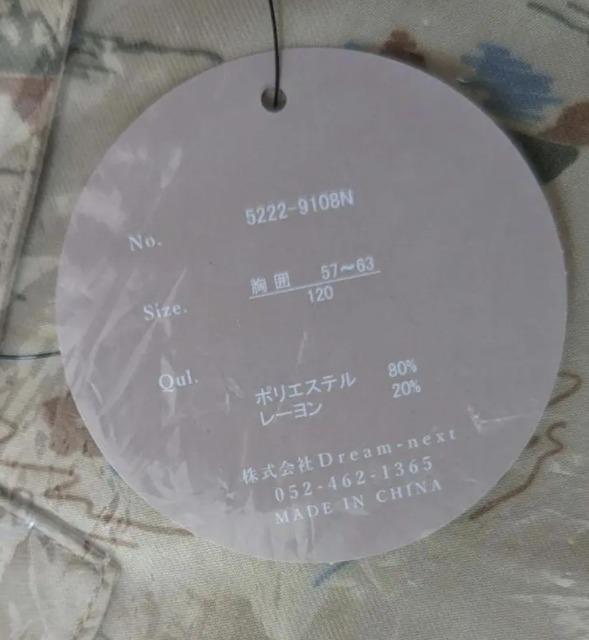 No. 5222-9108N
胸囲 57～63
Size. 120
Qul.
ポリエステル 80%
レーヨン 20%
株式会社Dream-next
052-462-1365
MADE IN CHINA